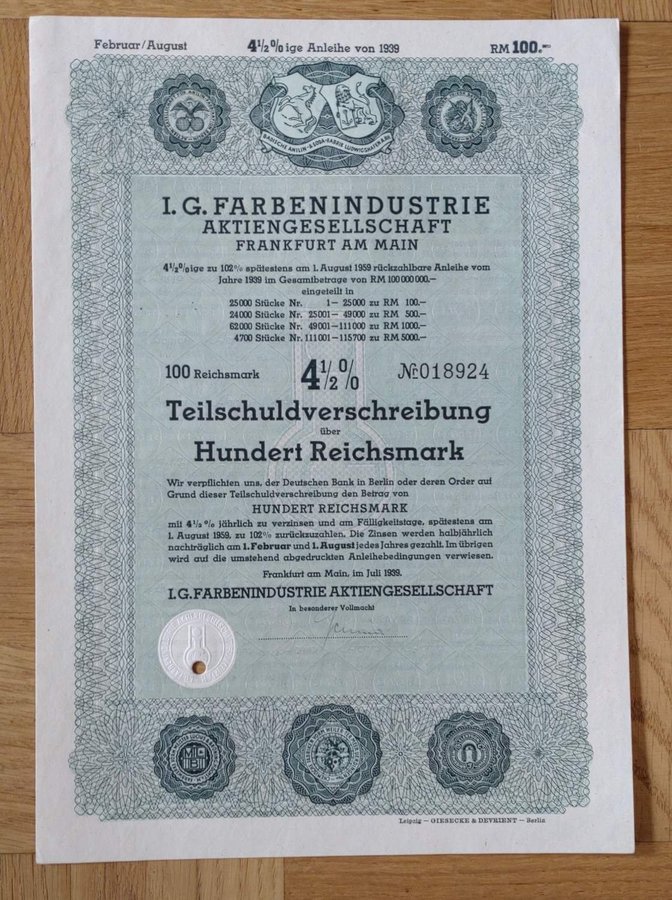 Februar/August 4½% ige Anleihe von 1939 RM 100.—
BADISCHE ANILIN- & SODA-FABRIK LUDWIGSHAFEN A. RH.
I. G. FARBENINDUSTRIE
AKTIENGESELLSCHAFT
FRANKFURT AM MAIN
4½% ige zu 102% spätestens am 1. August 1959 rückzahlbare Anleihe vom
Jahre 1939 im Gesamtbetrage von RM 100 000 000.—
eingeteilt in
25000 Stücke Nr. 1— 25000 zu RM 100.—
24000 Stücke Nr. 25001— 49000 zu RM 500.—
62000 Stücke Nr. 49001—111000 zu RM 1000.—
4700 Stücke Nr. 111001—115700 zu RM 5000.—
100 Reichsmark 4½% № 018924
Teilschuldverschreibung
über
Hundert Reichsmark
Wir verpflichten uns, der Deutschen Bank in Berlin oder deren Order auf
Grund dieser Teilschuldverschreibung den Betrag von
HUNDERT REICHSMARK
mit 4½% jährlich zu verzinsen und am Fälligkeitstage, spätestens am
1. August 1959, zu 102% zurückzuzahlen. Die Zinsen werden halbjährlich
nachträglich am 1. Februar und 1. August jedes Jahres gezahlt. Im übrigen
wird auf die umstehend abgedruckten Anleihebedingungen verwiesen.
Frankfurt am Main, im Juli 1939.
I.G. FARBENINDUSTRIE AKTIENGESELLSCHAFT
In besonderer Vollmacht
Leipzig — GIESECKE & DEVRIENT — Berlin